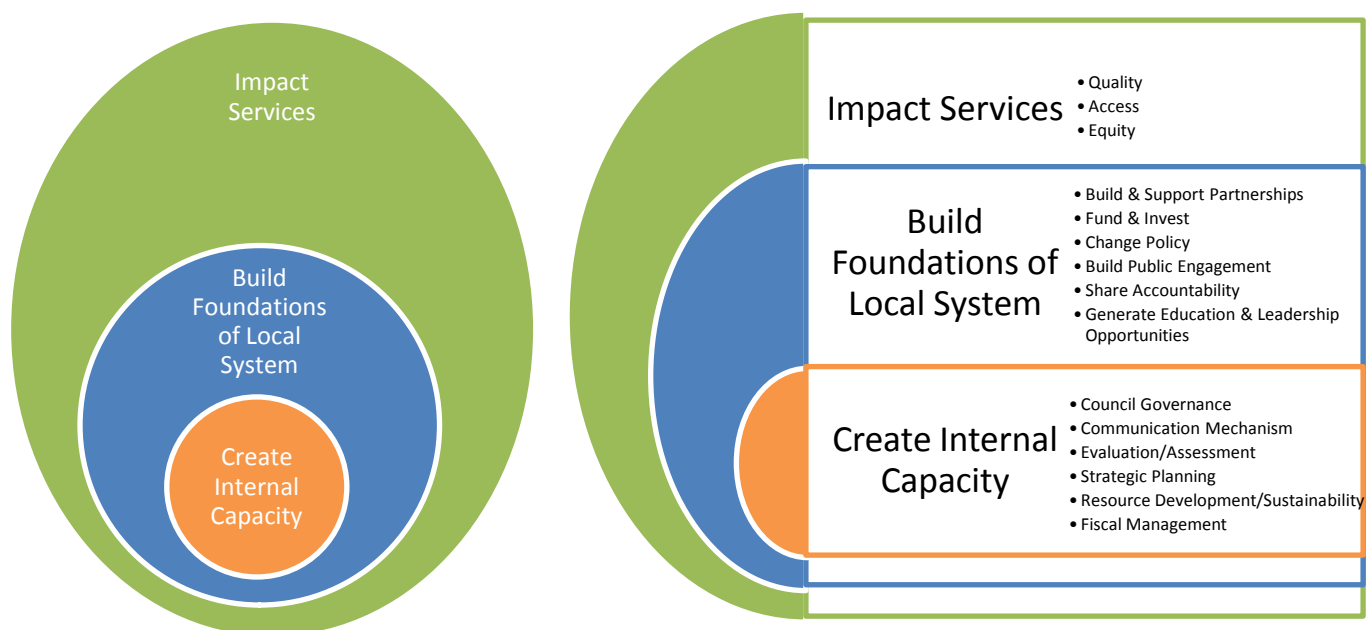 Impact
Services
Build
Foundations
of Local
System
Create
Internal
Capacity
Impact Services
• Quality
• Access
• Equity
Build
Foundations of
Local System
• Build & Support Partnerships
• Fund & Invest
• Change Policy
• Build Public Engagement
• Share Accountability
• Generate Education & Leadership
Opportunities
Create Internal
Capacity
• Council Governance
• Communication Mechanism
• Evaluation/Assessment
• Strategic Planning
• Resource Development/Sustainability
• Fiscal Management